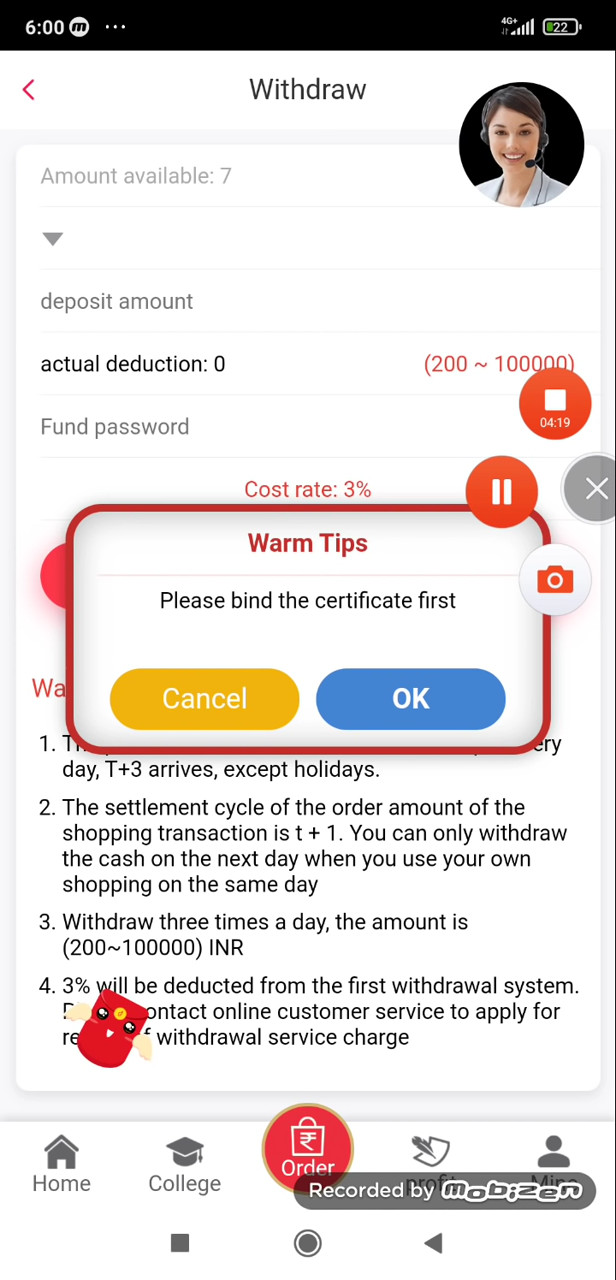 6:00
4G+
22
Withdraw
Amount available: 7
deposit amount
actual deduction: 0
(200 ~ 100000)
04:19
Fund password
Cost rate: 3%
Warm Tips
Please bind the certificate first
Cancel
OK
Wa
1.
ery
day, T+3 arrives, except holidays.
2. The settlement cycle of the order amount of the
shopping transaction is t + 1. You can only withdraw
the cash on the next day when you use your own
shopping on the same day
3. Withdraw three times a day, the amount is
(200~100000) INR
4. 3% will be deducted from the first withdrawal system.
ontact online customer service to apply for
withdrawal service charge
Home
College
Order
Recorded by mobizen